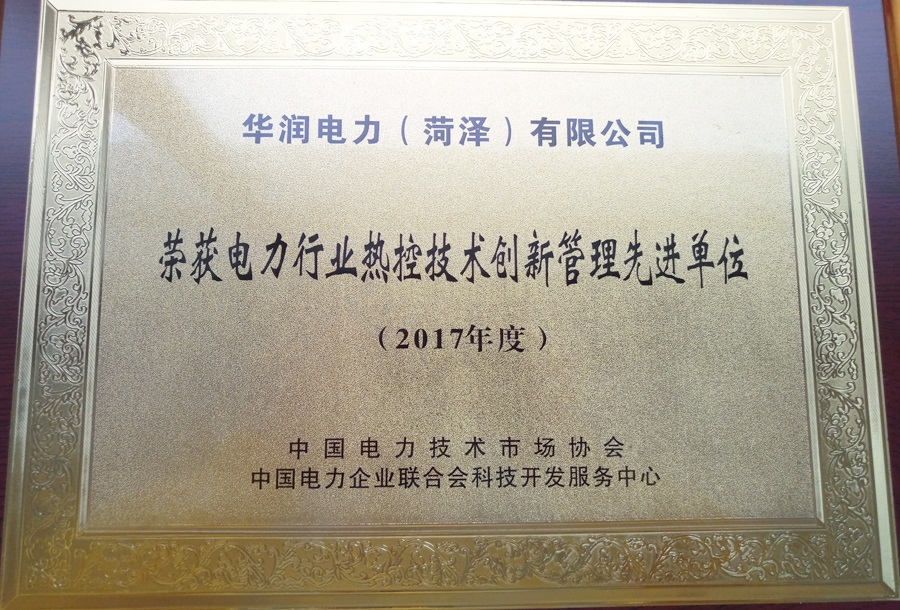 华润电力（菏泽）有限公司
荣获电力行业热控技术创新管理先进单位
（2017年度）
中国电力技术市场协会
中国电力企业联合会科技开发服务中心